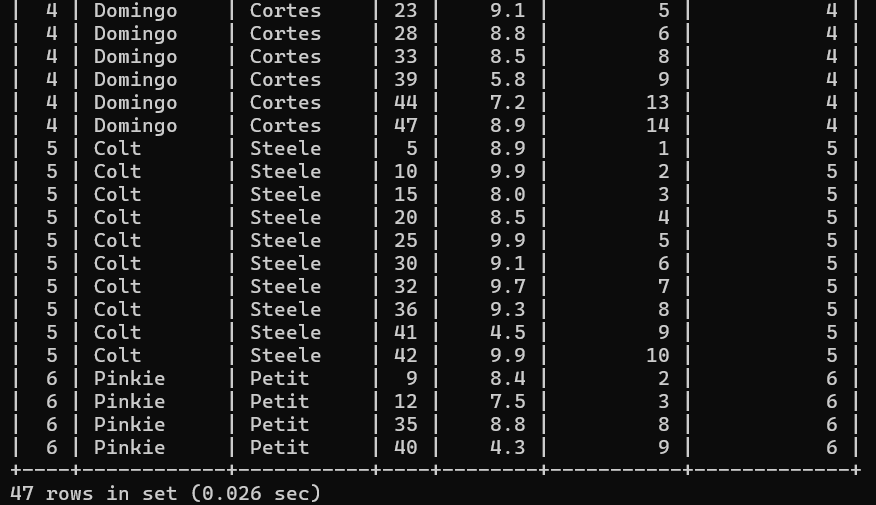 |  4 | Domingo    | Cortes    | 23 |    9.1 |         5 |           4 |
|  4 | Domingo    | Cortes    | 28 |    8.8 |         6 |           4 |
|  4 | Domingo    | Cortes    | 33 |    8.5 |         8 |           4 |
|  4 | Domingo    | Cortes    | 39 |    5.8 |         9 |           4 |
|  4 | Domingo    | Cortes    | 44 |    7.2 |        13 |           4 |
|  4 | Domingo    | Cortes    | 47 |    8.9 |        14 |           4 |
|  5 | Colt       | Steele    |  5 |    8.9 |         1 |           5 |
|  5 | Colt       | Steele    | 10 |    9.9 |         2 |           5 |
|  5 | Colt       | Steele    | 15 |    8.0 |         3 |           5 |
|  5 | Colt       | Steele    | 20 |    8.5 |         4 |           5 |
|  5 | Colt       | Steele    | 25 |    9.9 |         5 |           5 |
|  5 | Colt       | Steele    | 30 |    9.1 |         6 |           5 |
|  5 | Colt       | Steele    | 32 |    9.7 |         7 |           5 |
|  5 | Colt       | Steele    | 36 |    9.3 |         8 |           5 |
|  5 | Colt       | Steele    | 41 |    4.5 |         9 |           5 |
|  5 | Colt       | Steele    | 42 |    9.9 |        10 |           5 |
|  6 | Pinkie     | Petit     |  9 |    8.4 |         2 |           6 |
|  6 | Pinkie     | Petit     | 12 |    7.5 |         3 |           6 |
|  6 | Pinkie     | Petit     | 35 |    8.8 |         8 |           6 |
|  6 | Pinkie     | Petit     | 40 |    4.3 |         9 |           6 |
+----+------------+-----------+----+--------+-----------+-------------+
47 rows in set (0.026 sec)